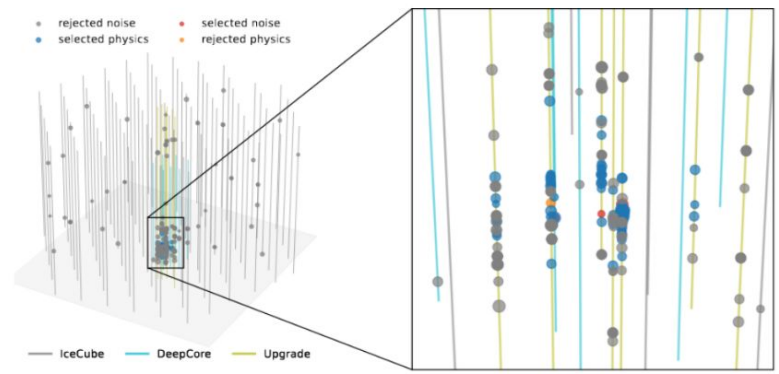 rejected noise
selected noise
selected physics
rejected physics
IceCube
DeepCore
Upgrade